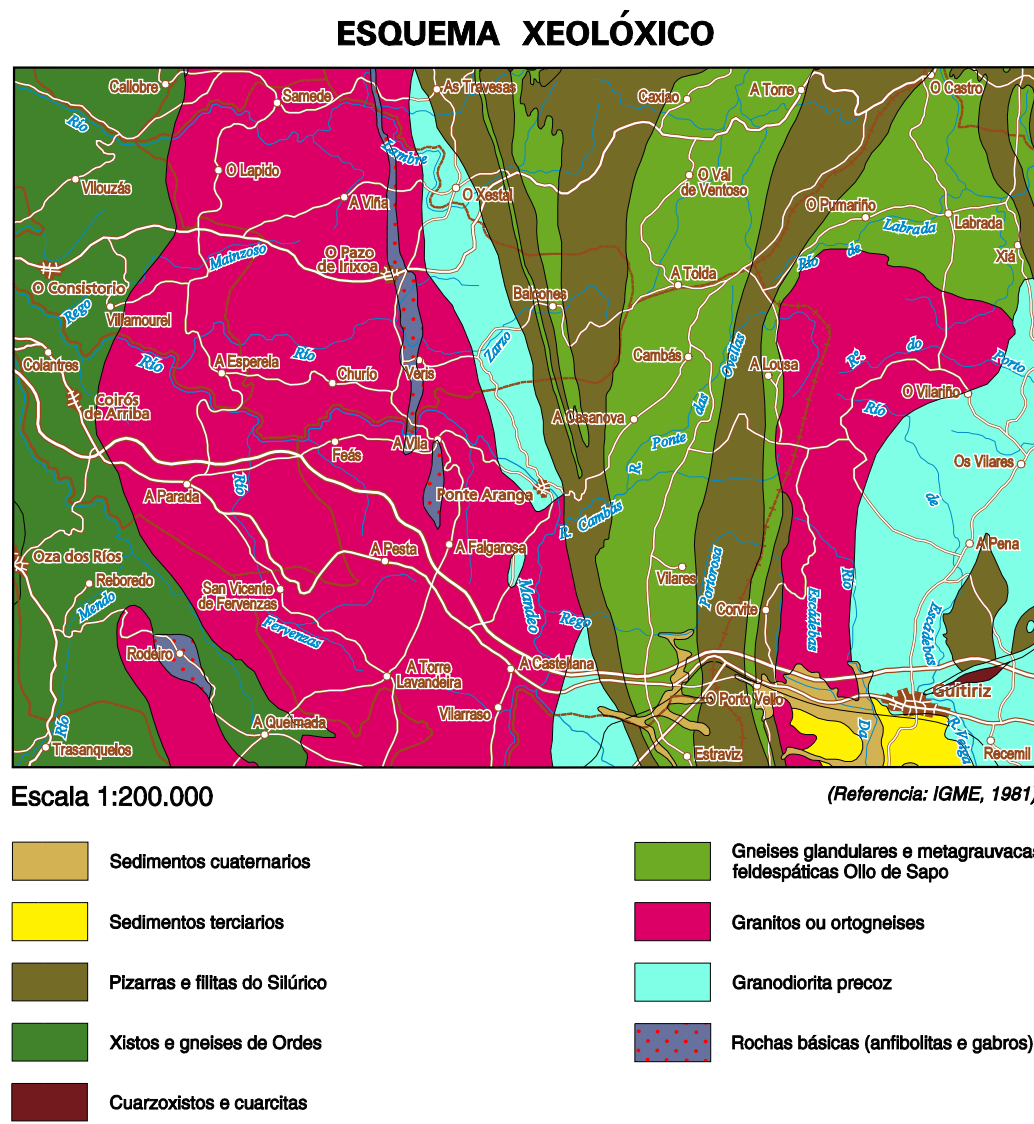 ESQUEMA XEOLÓXICO
Callobre
Samede
As Travesas
Caxiao
A Torre
O Castro
Río
Lambre
Vilouzás
O Lapido
A Viña
O Xestal
O Val
de Ventoso
O Pumariño
Labrada
Labrada
Río
de
Xiá
Mainzoso
O Pazo
de Irixoa
O Consistorio
Rego
Villamourel
Balcones
A Tolda
Colantres
Río
A Esperela
Río
Churío
Veris
Zarzo
Cambás
Ovellas
das
A Lousa
Rº.
do
Porto
Río
O Vilariño
Coirós
de Arriba
Feás
A Vila
A Casanova
R.
Ponte
Os Vilares
A Parada
Río
Ponte Aranga
R. Cambás
de
Oza dos Ríos
Reboredo
Mendo
San Vicente
de Fervenzas
A Pesta
A Falgarosa
Mandeo
Rego
Vilares
Portorosa
Corvite
Escádebas
Río
A Pena
Escádebas
Fervenzas
Rodeiro
A Torre
Lavandeira
A Castellana
O Porto Vello
Guitiriz
A Queimada
Vilarraso
Estraviz
Da
R. Veiga
Recemil
Río
Trasanquelos
Escala 1:200.000
(Referencia: IGME, 1981)
Sedimentos cuaternarios
Sedimentos terciarios
Pizarras e filitas do Silúrico
Xistos e gneises de Ordes
Cuarzoxistos e cuarcitas
Gneises glandulares e metagrauvacas
feldespáticas Ollo de Sapo
Granitos ou ortogneises
Granodiorita precoz
Rochas básicas (anfibolitas e gabros)